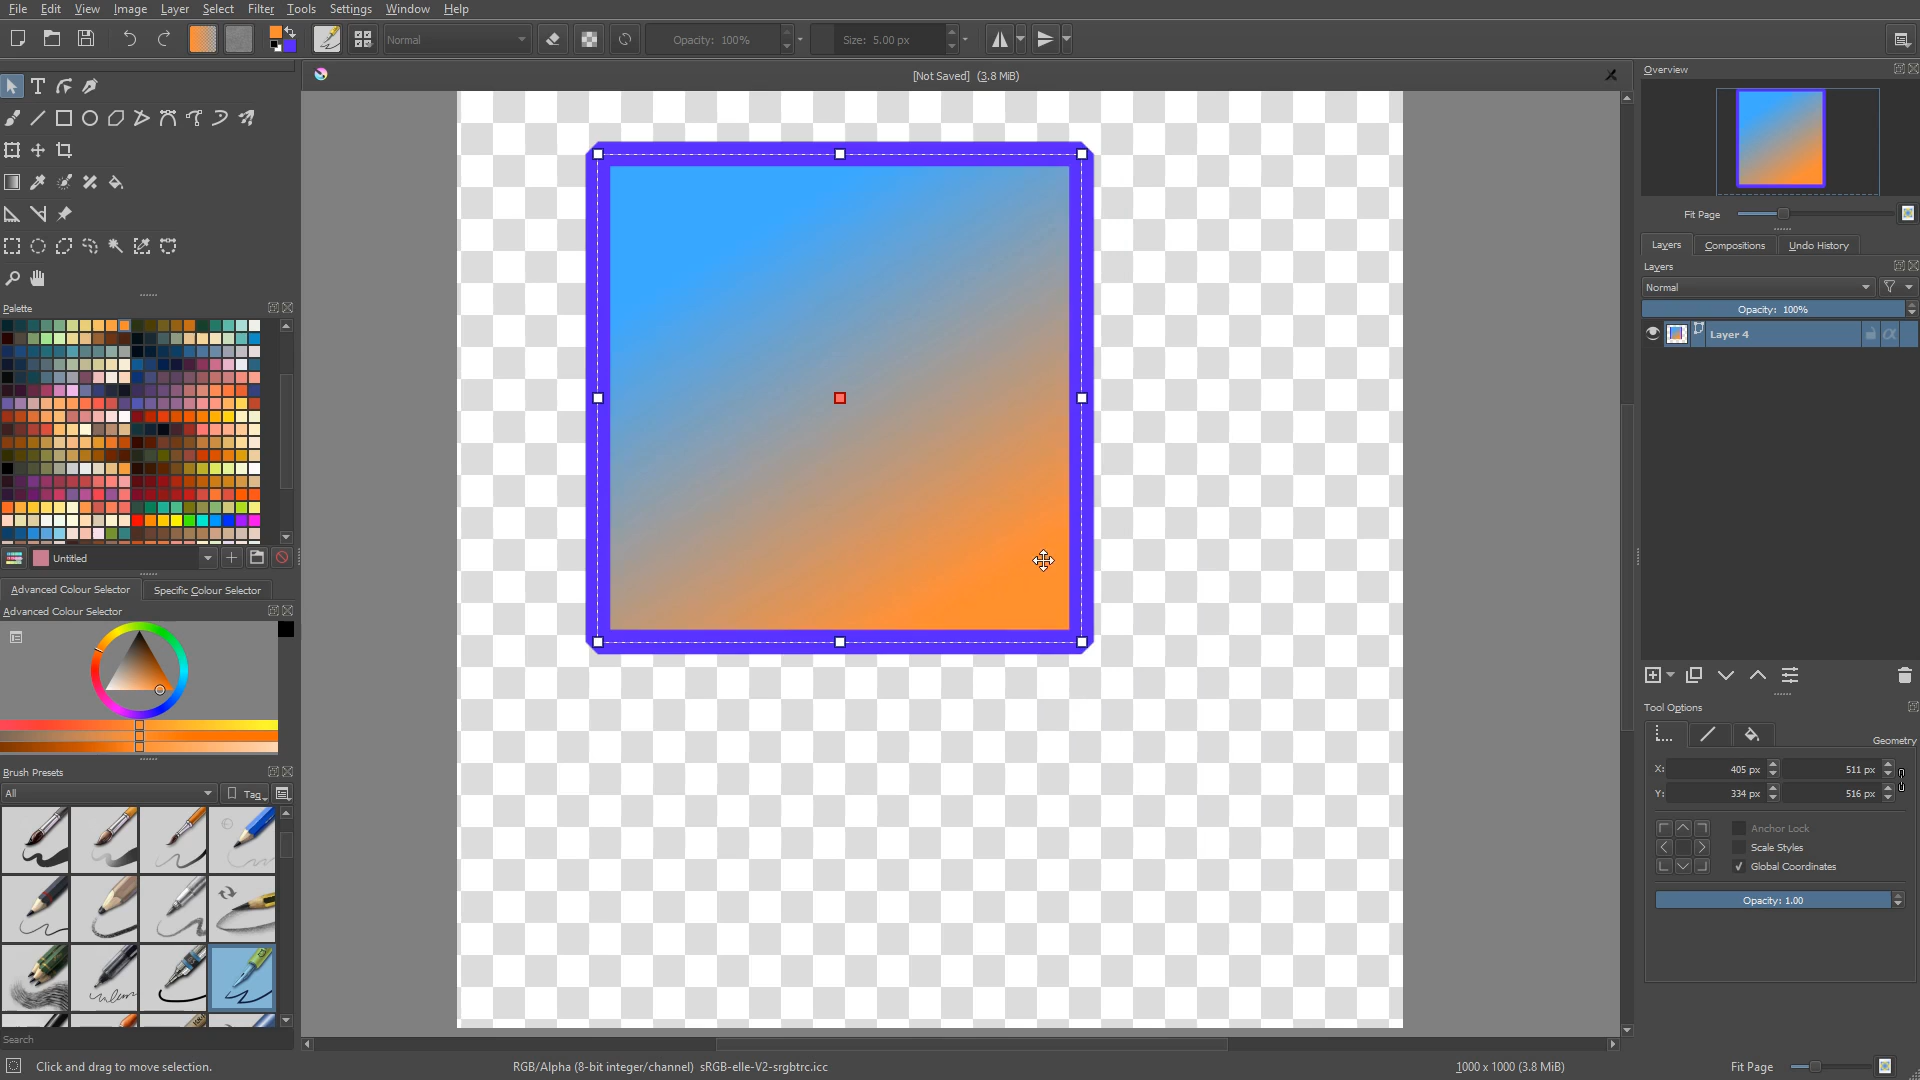 File Edit View Image Layer Select Filter Tools Settings Window Help
Normal
Opacity: 100%
Size: 5.00 px
[Not Saved] (3.8 MiB)
Overview
Fit Page
Layers Compositions Undo History
Layers
Normal
Opacity: 100%
Layer 4
Palette
Untitled
Advanced Colour Selector Specific Colour Selector
Advanced Colour Selector
Brush Presets
All
Tag
Search
Tool Options
Geometry
X: 405 px 511 px
Y: 334 px 516 px
Anchor Lock
Scale Styles
Global Coordinates
Opacity: 1.00
Click and drag to move selection.
RGB/Alpha (8-bit integer/channel) sRGB-elle-V2-srgbtrc.icc
1000 x 1000 (3.8 MiB)
Fit Page